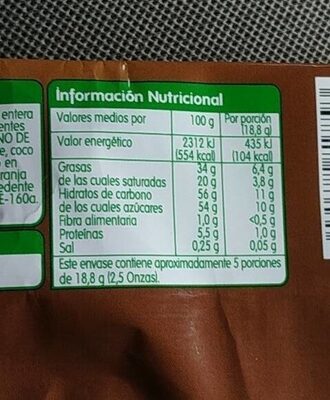 entera
entes
NO DE
e, coco
o en
ranja
edente
E-160a.
Información Nutricional
Valores medios por 100 g Por porción (18,8 g)
Valor energético 2312 kJ 435 kJ
(554 kcal) (104 kcal)
Grasas 34 g 6,4 g
de las cuales saturadas 20 g 3,8 g
Hidratos de carbono 56 g 11 g
de los cuales azúcares 54 g 10 g
Fibra alimentaria 1,0 g <0,5 g
Proteínas 5,5 g 1,0 g
Sal 0,25 g 0,05 g
Este envase contiene aproximadamente 5 porciones
de 18,8 g (2,5 Onzas).